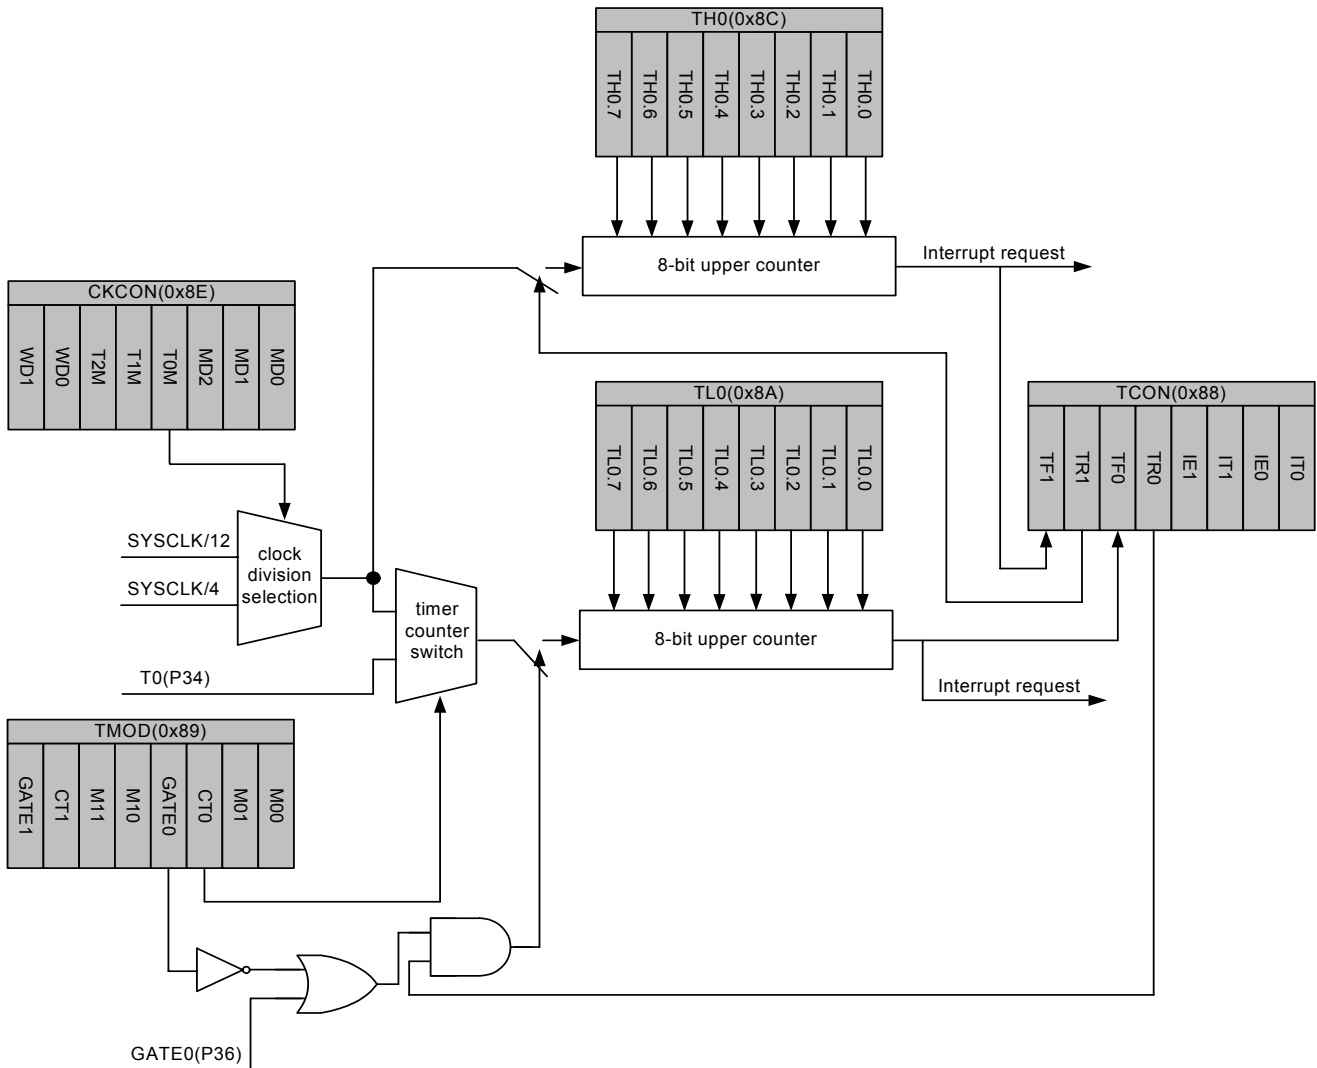 TH0(0x8C)
TH0.7
TH0.6
TH0.5
TH0.4
TH0.3
TH0.2
TH0.1
TH0.0
8-bit upper counter
Interrupt request
CKCON(0x8E)
WD1
WD0
T2M
T1M
T0M
MD2
MD1
MD0
TL0(0x8A)
TL0.7
TL0.6
TL0.5
TL0.4
TL0.3
TL0.2
TL0.1
TL0.0
TCON(0x88)
TF1
TR1
TF0
TR0
IE1
IT1
IE0
IT0
SYSCLK/12
SYSCLK/4
clock
division
selection
timer
counter
switch
8-bit upper counter
T0(P34)
Interrupt request
TMOD(0x89)
GATE1
CT1
M11
M10
GATE0
CT0
M01
M00
GATE0(P36)